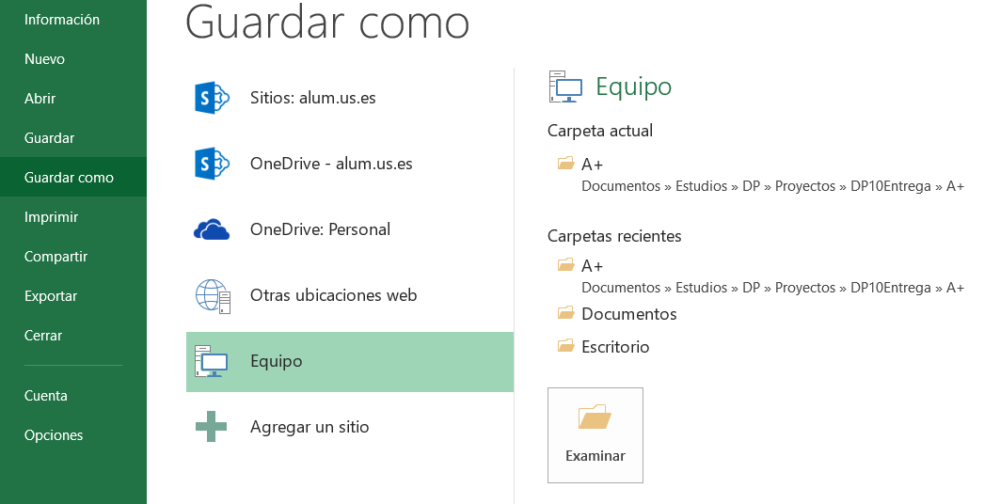 Guardar como
Información
Nuevo
Abrir
Guardar
Guardar como
Imprimir
Compartir
Exportar
Cerrar
Cuenta
Opciones
Sitios: alum.us.es
OneDrive - alum.us.es
OneDrive: Personal
Otras ubicaciones web
Equipo
Agregar un sitio
Equipo
Carpeta actual
A+
Documentos » Estudios » DP » Proyectos » DP10Entrega » A+
Carpetas recientes
A+
Documentos » Estudios » DP » Proyectos » DP10Entrega » A+
Documentos
Escritorio
Examinar